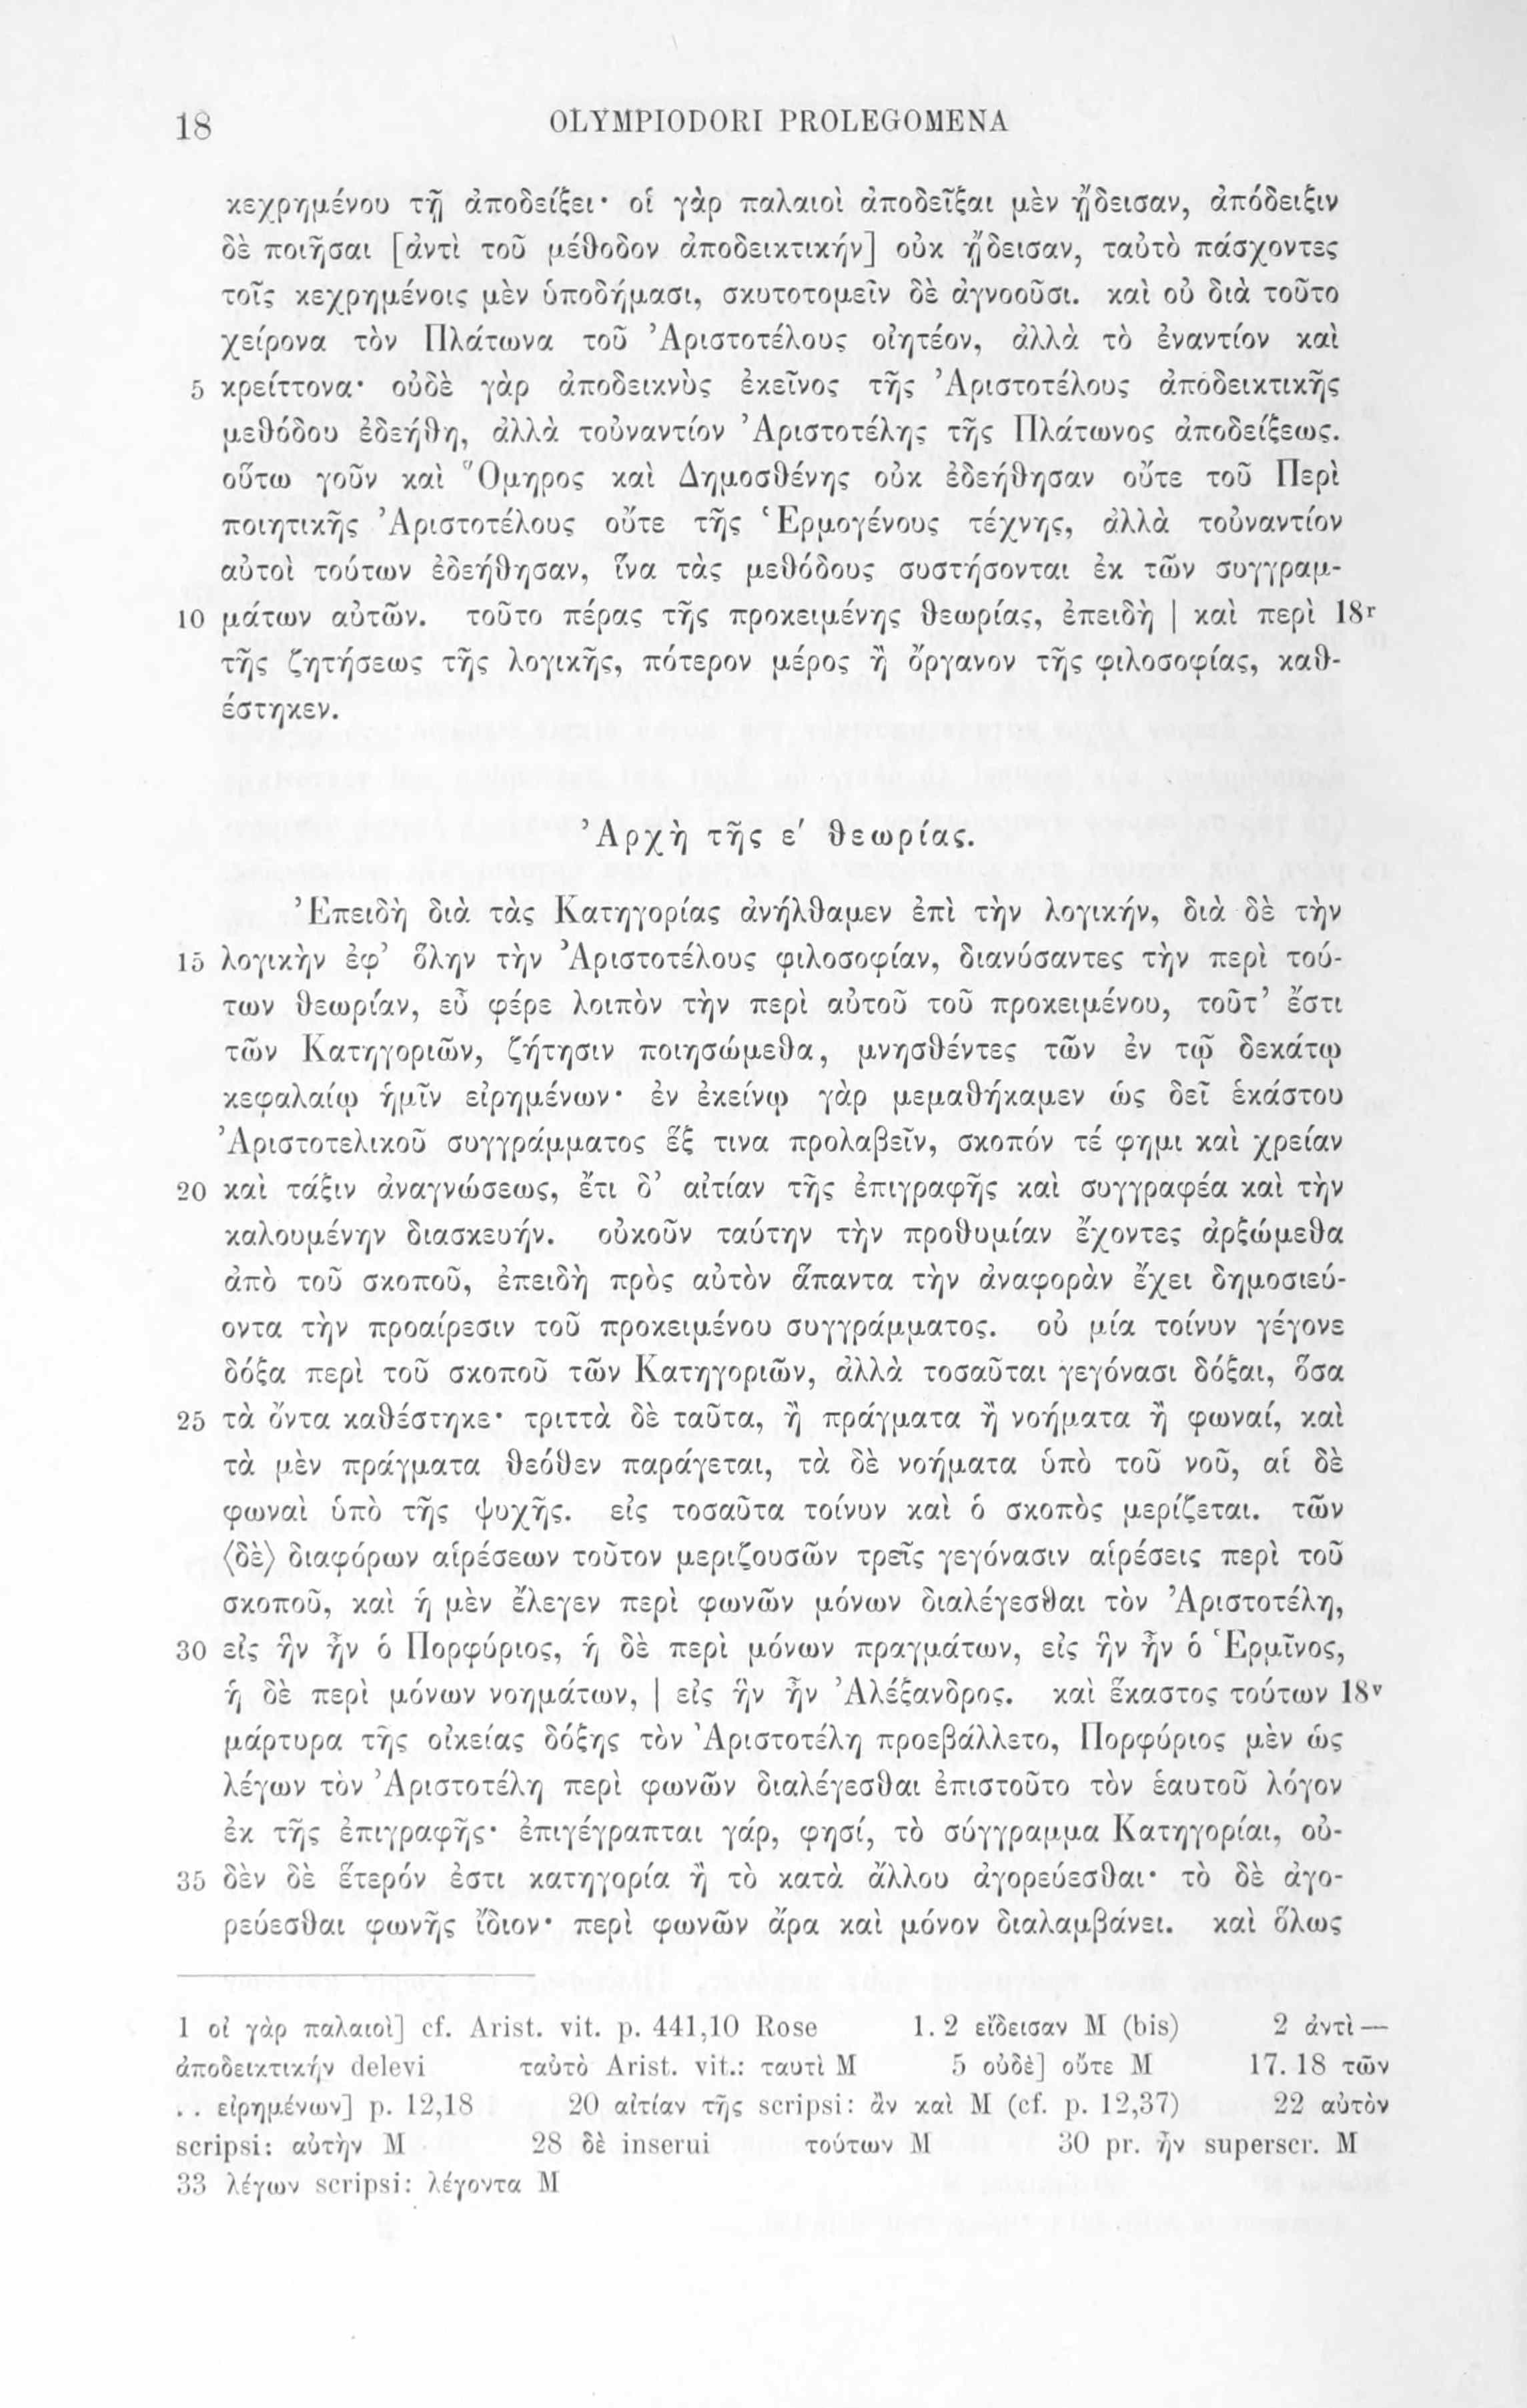 18 OLYMPIODORI PROLEGOMENA
κεχρημένου τῇ ἀποδείξει· οἱ γὰρ παλαιοὶ ἀποδεῖξαι μὲν ᾔδεισαν, ἀπόδειξιν
δὲ ποιῆσαι [ἀντὶ τοῦ μέθοδον ἀποδεικτικήν] οὐκ ᾔδεισαν, ταὐτὸ πάσχοντες
τοῖς κεχρημένοις μὲν ὑποδήμασι, σκυτοτομεῖν δὲ ἀγνοοῦσι. καὶ οὐ διὰ τοῦτο
χείρονα τὸν Πλάτωνα τοῦ Ἀριστοτέλους οἰητέον, ἀλλὰ τὸ ἐναντίον καὶ
5 κρείττονα· οὐδὲ γὰρ ἀποδεικνὺς ἐκεῖνος τῆς Ἀριστοτέλους ἀποδεικτικῆς
μεθόδου ἐδεήθη, ἀλλὰ τοὐναντίον Ἀριστοτέλης τῆς Πλάτωνος ἀποδείξεως.
οὕτω γοῦν καὶ Ὅμηρος καὶ Δημοσθένης οὐκ ἐδεήθησαν οὔτε τοῦ Περὶ
ποιητικῆς Ἀριστοτέλους οὔτε τῆς Ἑρμογένους τέχνης, ἀλλὰ τοὐναντίον
αὐτοὶ τούτων ἐδεήθησαν, ἵνα τὰς μεθόδους συστήσονται ἐκ τῶν συγγραμ-
10 μάτων αὐτῶν. τοῦτο πέρας τῆς προκειμένης θεωρίας, ἐπειδὴ | καὶ περὶ 18r
τῆς ζητήσεως τῆς λογικῆς, πότερον μέρος ἢ ὄργανον τῆς φιλοσοφίας, καθ-
έστηκεν.
Ἀρχὴ τῆς ε′ θεωρίας.
Ἐπειδὴ διὰ τὰς Κατηγορίας ἀνήλθαμεν ἐπὶ τὴν λογικήν, διὰ δὲ τὴν
15 λογικὴν ἐφ’ ὅλην τὴν Ἀριστοτέλους φιλοσοφίαν, διανύσαντες τὴν περὶ τού-
των θεωρίαν, εὖ φέρε λοιπὸν τὴν περὶ αὐτοῦ τοῦ προκειμένου, τοῦτ’ ἔστι
τῶν Κατηγοριῶν, ζήτησιν ποιησώμεθα, μνησθέντες τῶν ἐν τῷ δεκάτῳ
κεφαλαίῳ ἡμῖν εἰρημένων· ἐν ἐκείνῳ γὰρ μεμαθήκαμεν ὡς δεῖ ἑκάστου
Ἀριστοτελικοῦ συγγράμματος ἕξ τινα προλαβεῖν, σκοπόν τέ φημι καὶ χρείαν
20 καὶ τάξιν ἀναγνώσεως, ἔτι δ’ αἰτίαν τῆς ἐπιγραφῆς καὶ συγγραφέα καὶ τὴν
καλουμένην διασκευήν. οὐκοῦν ταύτην τὴν προθυμίαν ἔχοντες ἀρξώμεθα
ἀπὸ τοῦ σκοποῦ, ἐπειδὴ πρὸς αὐτὸν ἅπαντα τὴν ἀναφορὰν ἔχει δημοσιεύ-
οντα τὴν προαίρεσιν τοῦ προκειμένου συγγράμματος. οὐ μία τοίνυν γέγονε
δόξα περὶ τοῦ σκοποῦ τῶν Κατηγοριῶν, ἀλλὰ τοσαῦται γεγόνασι δόξαι, ὅσα
25 τὰ ὄντα καθέστηκε· τριττὰ δὲ ταῦτα, ἢ πράγματα ἢ νοήματα ἢ φωναί, καὶ
τὰ μὲν πράγματα θεόθεν παράγεται, τὰ δὲ νοήματα ὑπὸ τοῦ νοῦ, αἱ δὲ
φωναὶ ὑπὸ τῆς ψυχῆς. εἰς τοσαῦτα τοίνυν καὶ ὁ σκοπὸς μερίζεται. τῶν
⟨δὲ⟩ διαφόρων αἱρέσεων τοῦτον μεριζουσῶν τρεῖς γεγόνασιν αἱρέσεις περὶ τοῦ
σκοποῦ, καὶ ἡ μὲν ἔλεγεν περὶ φωνῶν μόνων διαλέγεσθαι τὸν Ἀριστοτέλη,
30 εἰς ἣν ἦν ὁ Πορφύριος, ἡ δὲ περὶ μόνων πραγμάτων, εἰς ἣν ἦν ὁ Ἑρμῖνος,
ἡ δὲ περὶ μόνων νοημάτων, | εἰς ἣν ἦν Ἀλέξανδρος. καὶ ἕκαστος τούτων 18v
μάρτυρα τῆς οἰκείας δόξης τὸν Ἀριστοτέλη προεβάλλετο, Πορφύριος μὲν ὡς
λέγων τὸν Ἀριστοτέλη περὶ φωνῶν διαλέγεσθαι ἐπιστοῦτο τὸν ἑαυτοῦ λόγον
ἐκ τῆς ἐπιγραφῆς· ἐπιγέγραπται γάρ, φησί, τὸ σύγγραμμα Κατηγορίαι, οὐ-
35 δὲν δὲ ἕτερόν ἐστι κατηγορία ἢ τὸ κατὰ ἄλλου ἀγορεύεσθαι· τὸ δὲ ἀγο-
ρεύεσθαι φωνῆς ἴδιον· περὶ φωνῶν ἄρα καὶ μόνον διαλαμβάνει. καὶ ὅλως
1 οἱ γὰρ παλαιοὶ] cf. Arist. vit. p. 441,10 Rose 1. 2 εἴδεισαν M (bis) 2 ἀντὶ —
ἀποδεικτικήν delevi ταὐτὸ Arist. vit.: ταυτὶ M 5 οὐδὲ] οὔτε M 17. 18 τῶν
. . εἰρημένων] p. 12,18 20 αἰτίαν τῆς scripsi: ἂν καὶ M (cf. p. 12,37) 22 αὐτὸν
scripsi: αὐτὴν M 28 δὲ inserui τούτων M 30 pr. ἦν superscr. M
33 λέγων scripsi: λέγοντα M